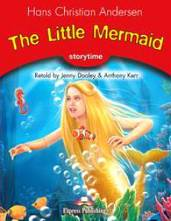 Hans Christian Andersen
The Little Mermaid
storytime
Retold by Jenny Dooley & Anthony Kerr
Express Publishing